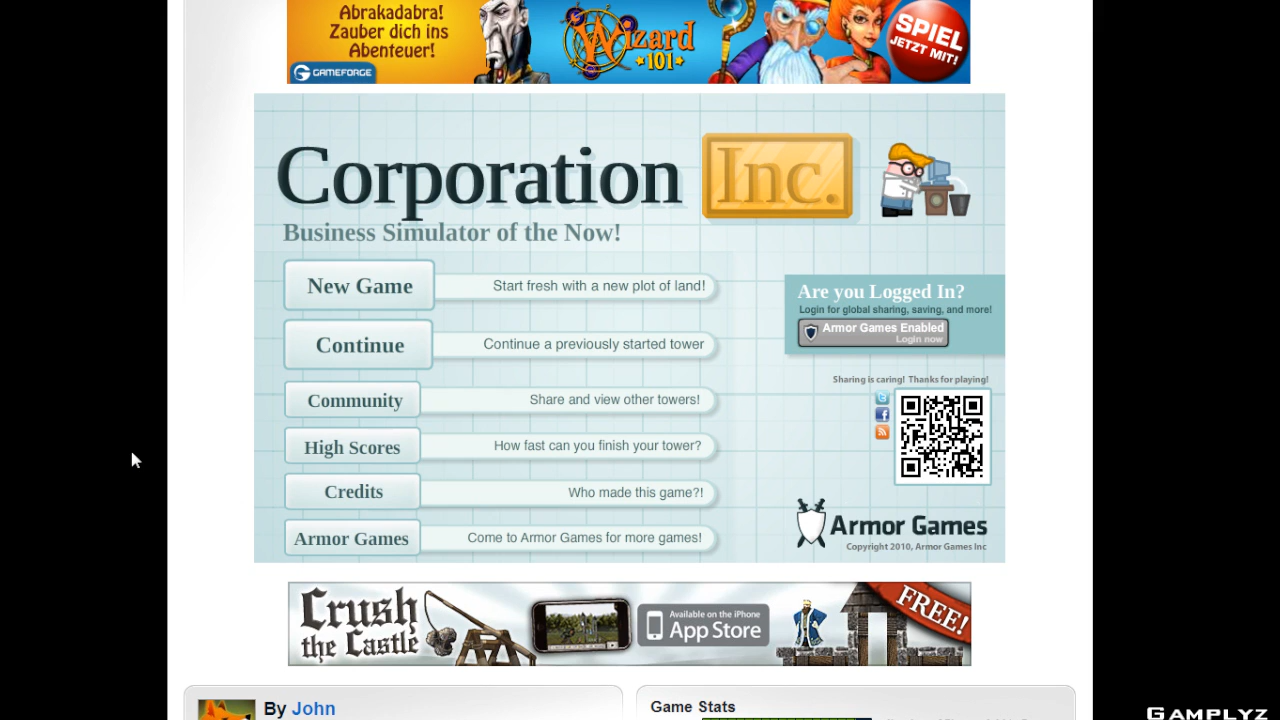 Abrakadabra!
Zauber dich ins
Abenteuer!
GAMEFORGE
Wizard
101
SPIEL
JETZT MIT!
Corporation Inc.
Business Simulator of the Now!
New Game Start fresh with a new plot of land!
Continue Continue a previously started tower
Community Share and view other towers!
High Scores How fast can you finish your tower?
Credits Who made this game?!
Armor Games Come to Armor Games for more games!
Are you Logged In?
Login for global sharing, saving, and more!
Armor Games Enabled
Login now
Sharing is caring! Thanks for playing!
Armor Games
Copyright 2010, Armor Games Inc
Crush
the Castle
Available on the iPhone
App Store
FREE!
By John
Game Stats
Gamplyz